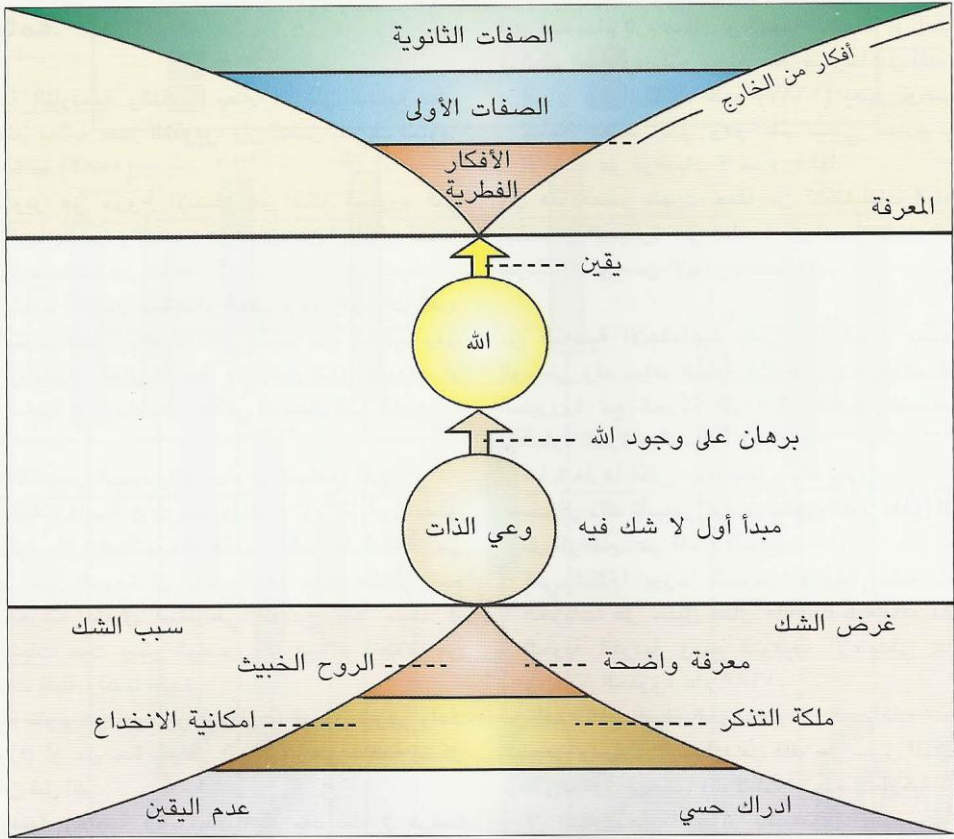 الصفات الثانوية
أفكار من الخارج
الصفات الأولى
الأفكار
الفطرية
المعرفة
يقين
الله
برهان على وجود الله
مبدأ أول لا شك فيه
وعي الذات
غرض الشك
سبب الشك
معرفة واضحة
الروح الخبيث
ملكة التذكر
امكانية الانخداع
ادراك حسي
عدم اليقين